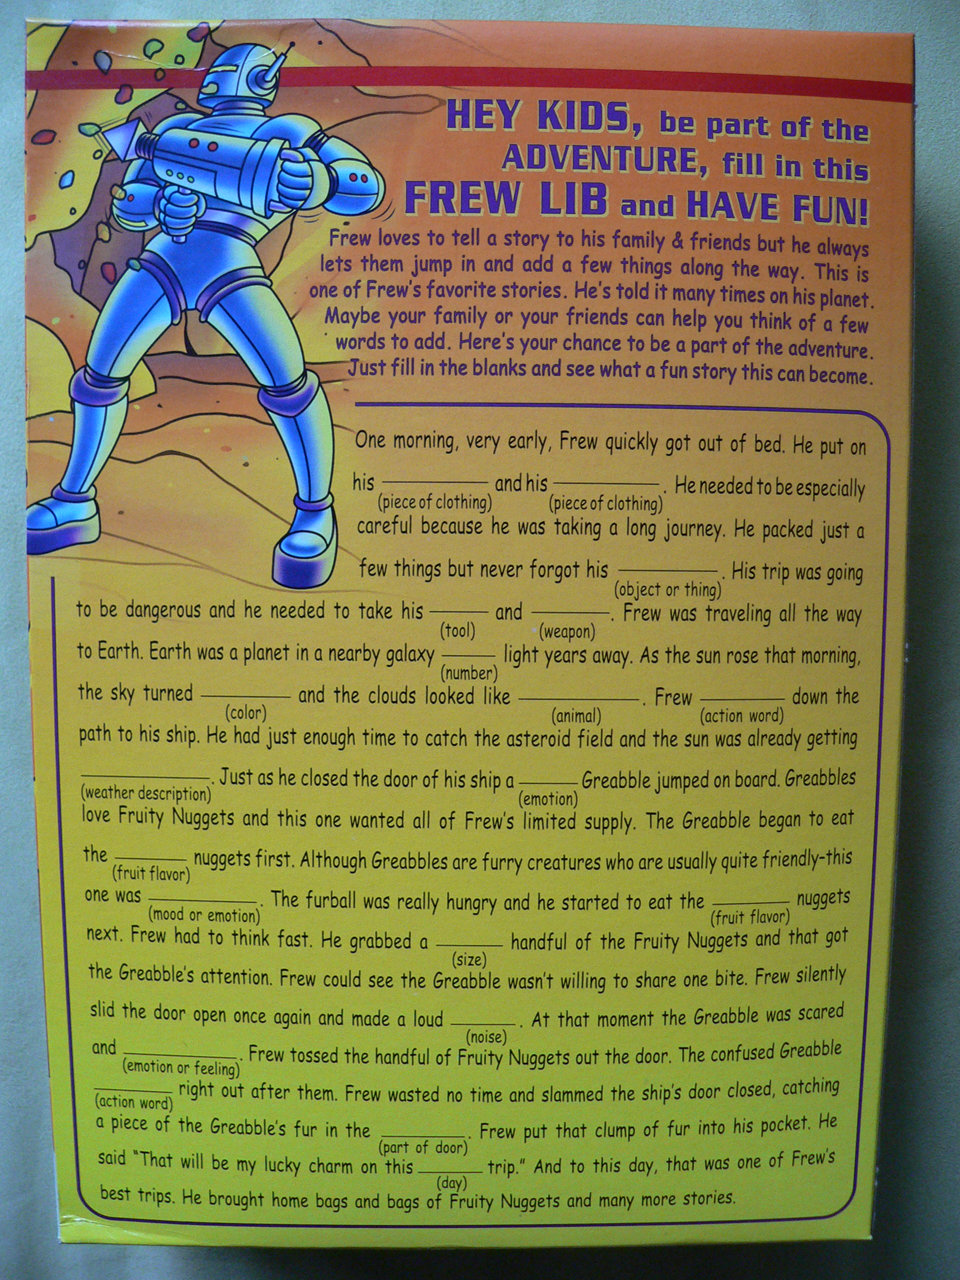 HEY KIDS, be part of the
ADVENTURE, fill in this
FREW LIB and HAVE FUN!
Frew loves to tell a story to his family & friends but he always
lets them jump in and add a few things along the way. This is
one of Frew's favorite stories. He's told it many times on his planet.
Maybe your family or your friends can help you think of a few
words to add. Here's your chance to be a part of the adventure.
Just fill in the blanks and see what a fun story this can become.
One morning, very early, Frew quickly got out of bed. He put on
his ____________ and his ____________. He needed to be especially
(piece of clothing) (piece of clothing)
careful because he was taking a long journey. He packed just a
few things but never forgot his ____________. His trip was going
(object or thing)
to be dangerous and he needed to take his ______ and ________. Frew was traveling all the way
(tool) (weapon)
to Earth. Earth was a planet in a nearby galaxy ______ light years away. As the sun rose that morning,
(number)
the sky turned __________ and the clouds looked like ____________. Frew _________ down the
(color) (animal) (action word)
path to his ship. He had just enough time to catch the asteroid field and the sun was already getting
____________. Just as he closed the door of his ship a ______ Greabble jumped on board. Greabbles
(weather description) (emotion)
love Fruity Nuggets and this one wanted all of Frew's limited supply. The Greabble began to eat
the ________ nuggets first. Although Greabbles are furry creatures who are usually quite friendly-this
(fruit flavor)
one was ____________. The furball was really hungry and he started to eat the ________ nuggets
(mood or emotion) (fruit flavor)
next. Frew had to think fast. He grabbed a _______ handful of the Fruity Nuggets and that got
(size)
the Greabble's attention. Frew could see the Greabble wasn't willing to share one bite. Frew silently
slid the door open once again and made a loud _______. At that moment the Greabble was scared
(noise)
and ____________. Frew tossed the handful of Fruity Nuggets out the door. The confused Greabble
(emotion or feeling)
________ right out after them. Frew wasted no time and slammed the ship's door closed, catching
(action word)
a piece of the Greabble's fur in the _________. Frew put that clump of fur into his pocket. He
(part of door)
said "That will be my lucky charm on this _______ trip." And to this day, that was one of Frew's
(day)
best trips. He brought home bags and bags of Fruity Nuggets and many more stories.